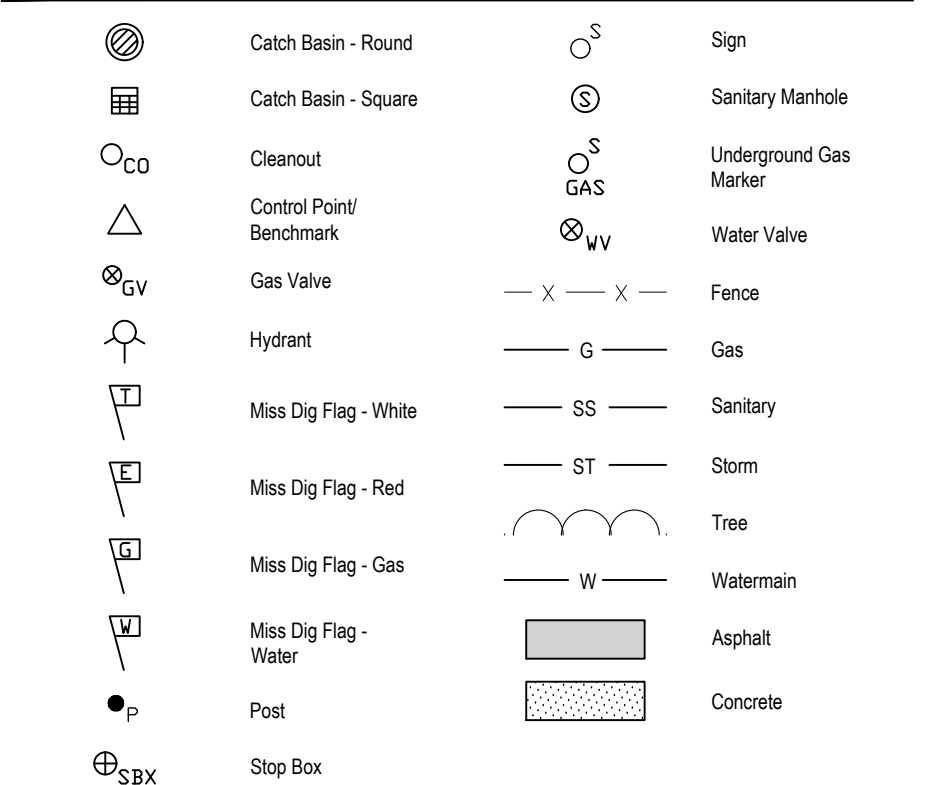 Catch Basin - Round
Catch Basin - Square
CO Cleanout
Control Point/
Benchmark
GV Gas Valve
Hydrant
T Miss Dig Flag - White
E Miss Dig Flag - Red
G Miss Dig Flag - Gas
W Miss Dig Flag -
Water
P Post
SBX Stop Box
S Sign
S Sanitary Manhole
S Underground Gas
GAS Marker
WV Water Valve
X X Fence
G Gas
SS Sanitary
ST Storm
Tree
W Watermain
Asphalt
Concrete